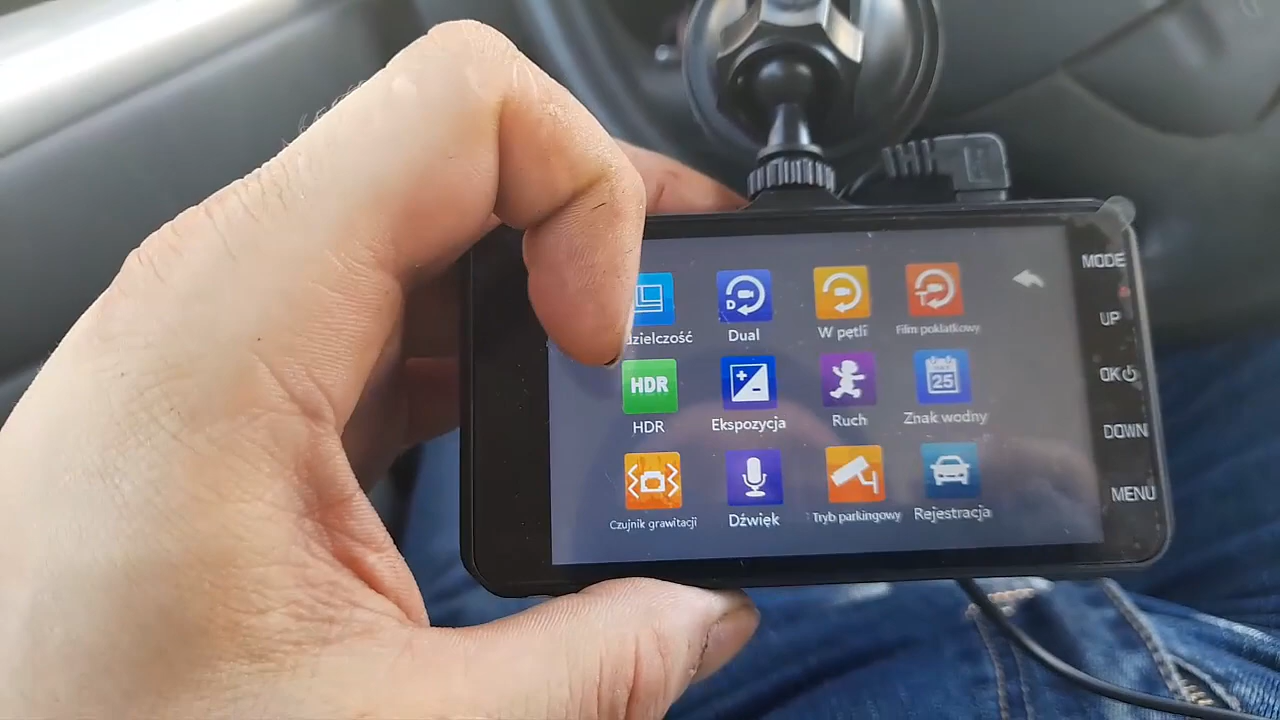 dzielczość
D
Dual
W pętli
T
Film poklatkowy
HDR
HDR
Ekspozycja
Ruch
25
Znak wodny
Czujnik grawitacji
Dźwięk
Tryb parkingowy
Rejestracja
MODE
UP
OK
DOWN
MENU